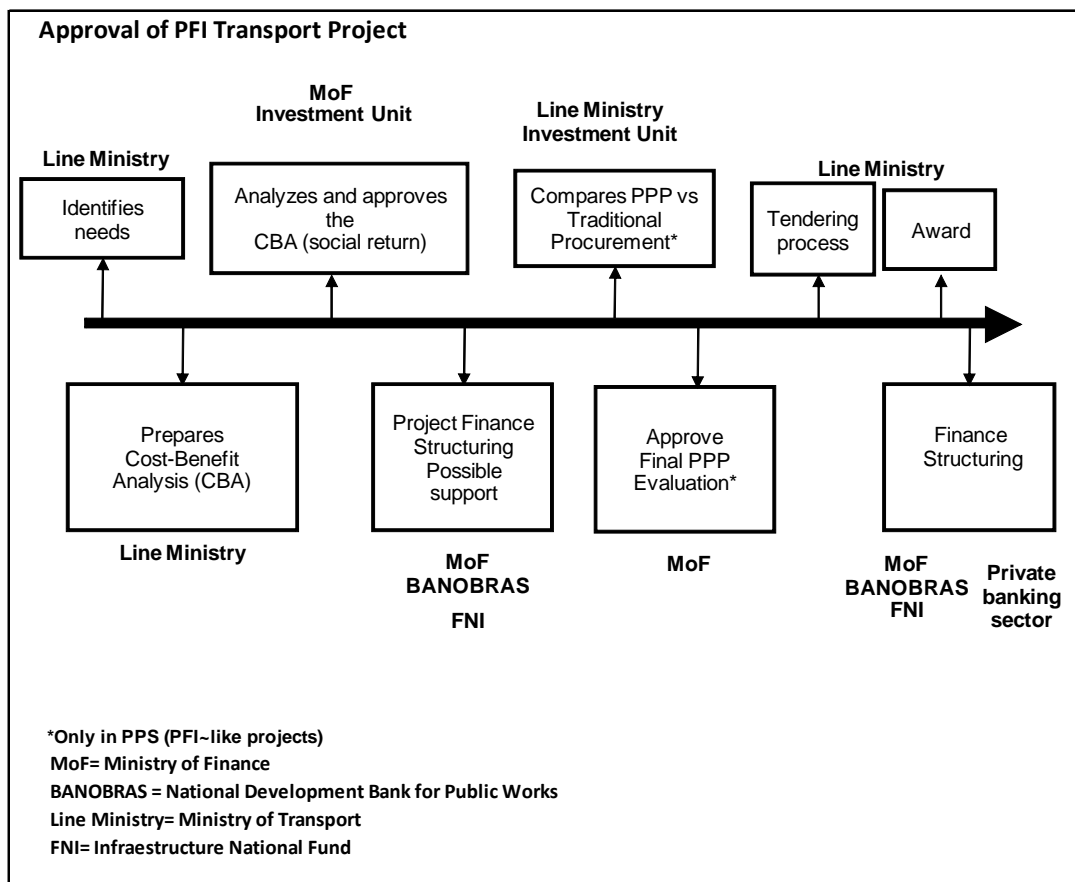 Approval of PFI Transport Project
MoF
Investment Unit
Line Ministry
Investment Unit
Line Ministry
Line Ministry
Identifies
needs
Analyzes and approves
the
CBA (social return)
Compares PPP vs
Traditional
Procurement*
Tendering
process
Award
Prepares
Cost-Benefit
Analysis (CBA)
Project Finance
Structuring
Possible
support
Approve
Final PPP
Evaluation*
Finance
Structuring
Line Ministry
MoF
BANOBRAS
FNI
MoF
MoF
BANOBRAS
FNI
Private
banking
sector
*Only in PPS (PFI~like projects)
MoF= Ministry of Finance
BANOBRAS = National Development Bank for Public Works
Line Ministry= Ministry of Transport
FNI= Infraestructure National Fund